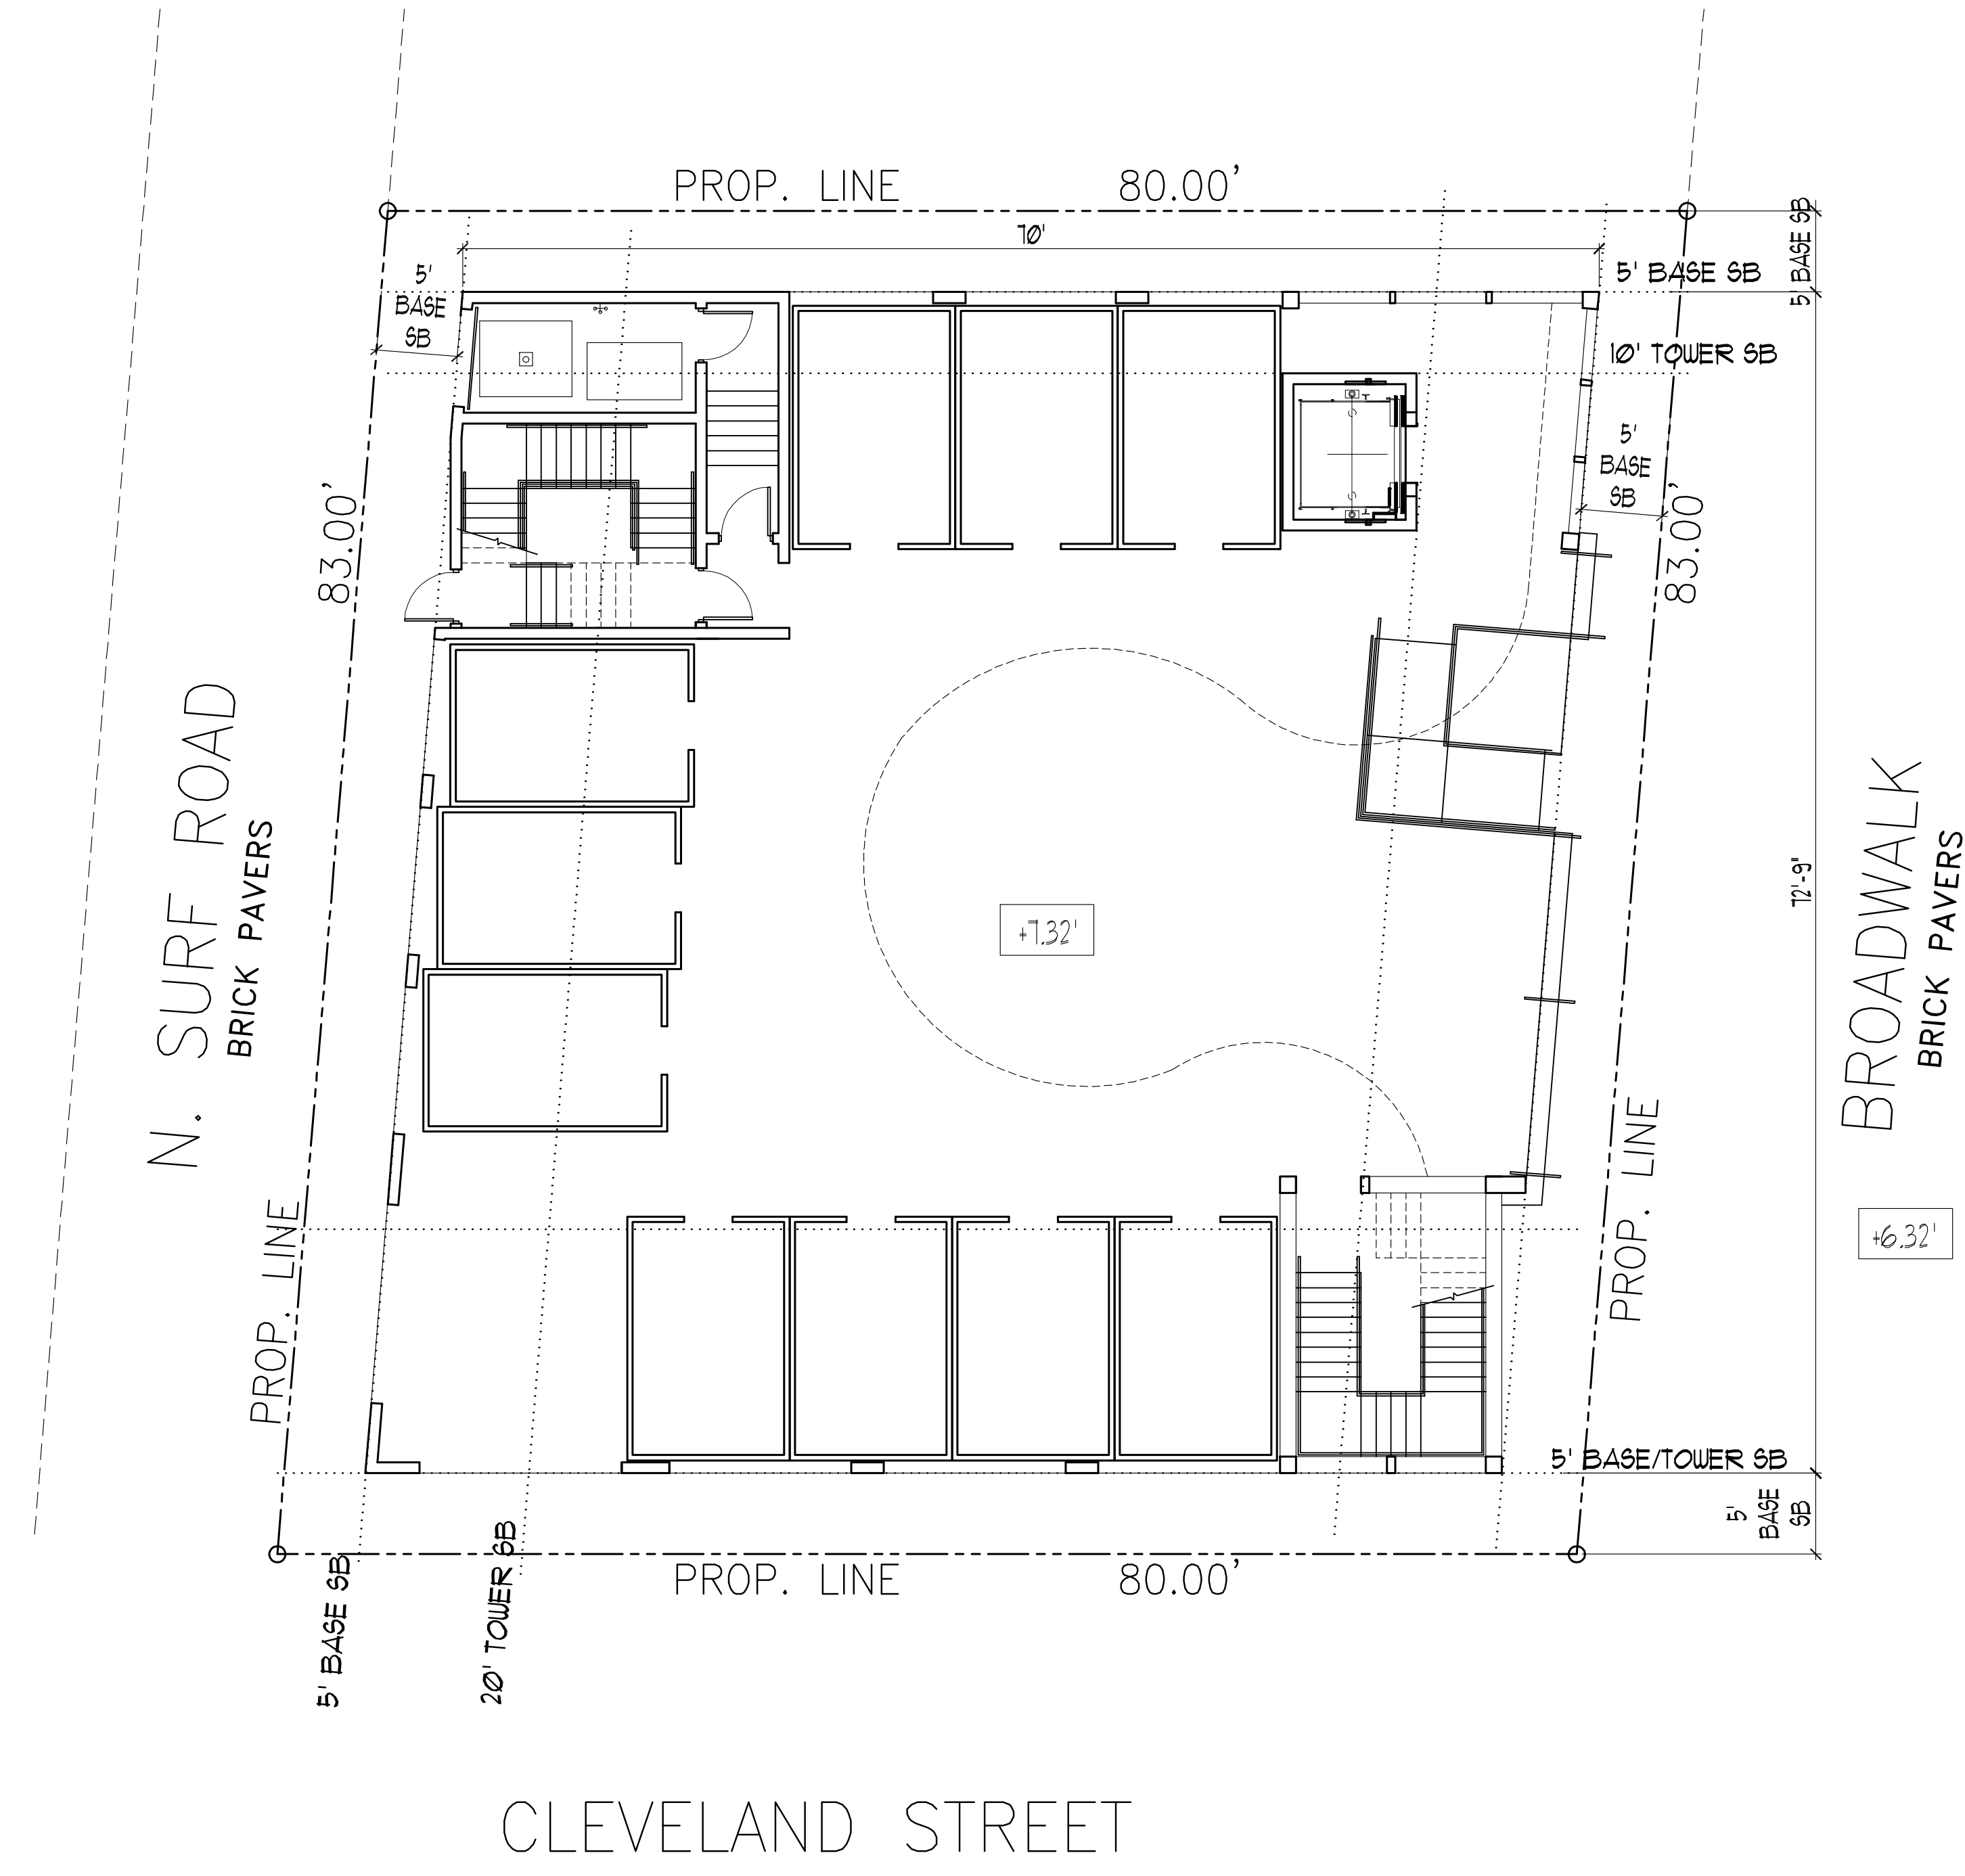 PROP. LINE 80.00'
70'
5' BASE SB
5' BASE SB
5'
BASE
SB
10' TOWER SB
5'
BASE
SB
83.00'
83.00'
N. SURF ROAD
BRICK PAVERS
BROADWALK
BRICK PAVERS
72'-9"
+7.32'
+6.32'
PROP. LINE
PROP. LINE
5' BASE/TOWER SB
5'
BASE
SB
PROP. LINE 80.00'
5' BASE SB
20' TOWER SB
CLEVELAND STREET